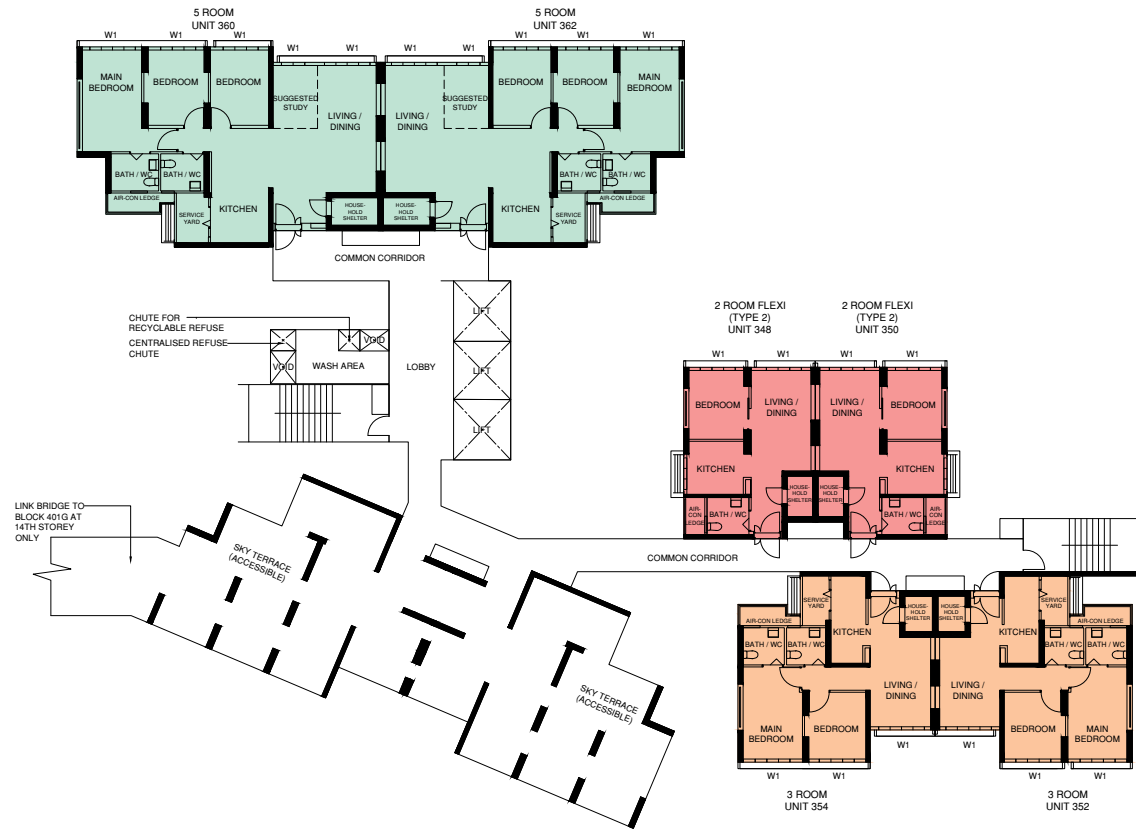 5 ROOM
UNIT 360
5 ROOM
UNIT 362
W1
W1
W1
W1
W1
W1
W1
W1
W1
W1
MAIN
BEDROOM
BEDROOM
BEDROOM
SUGGESTED
STUDY
LIVING /
DINING
LIVING /
DINING
SUGGESTED
STUDY
BEDROOM
BEDROOM
MAIN
BEDROOM
BATH / WC
BATH / WC
AIR-CON LEDGE
SERVICE
YARD
KITCHEN
HOUSE-
HOLD
SHELTER
HOUSE-
HOLD
SHELTER
KITCHEN
SERVICE
YARD
BATH / WC
BATH / WC
AIR-CON LEDGE
COMMON CORRIDOR
CHUTE FOR
RECYCLABLE REFUSE
CENTRALISED REFUSE
CHUTE
VOID
VOID
WASH AREA
LOBBY
LIFT
LIFT
LIFT
2 ROOM FLEXI
(TYPE 2)
UNIT 348
2 ROOM FLEXI
(TYPE 2)
UNIT 350
W1
W1
W1
W1
BEDROOM
LIVING /
DINING
LIVING /
DINING
BEDROOM
KITCHEN
HOUSE-
HOLD
SHELTER
HOUSE-
HOLD
SHELTER
KITCHEN
AIR-
CON
LEDGE
BATH / WC
BATH / WC
AIR-
CON
LEDGE
LINK BRIDGE TO
BLOCK 401G AT
14TH STOREY
ONLY
SKY TERRACE
(ACCESSIBLE)
SKY TERRACE
(ACCESSIBLE)
COMMON CORRIDOR
SERVICE
YARD
HOUSE-
HOLD
SHELTER
HOUSE-
HOLD
SHELTER
SERVICE
YARD
AIR-CON LEDGE
KITCHEN
KITCHEN
AIR-CON LEDGE
BATH / WC
BATH / WC
BATH / WC
BATH / WC
LIVING /
DINING
LIVING /
DINING
MAIN
BEDROOM
BEDROOM
BEDROOM
MAIN
BEDROOM
W1
W1
W1
W1
W1
W1
3 ROOM
UNIT 354
3 ROOM
UNIT 352